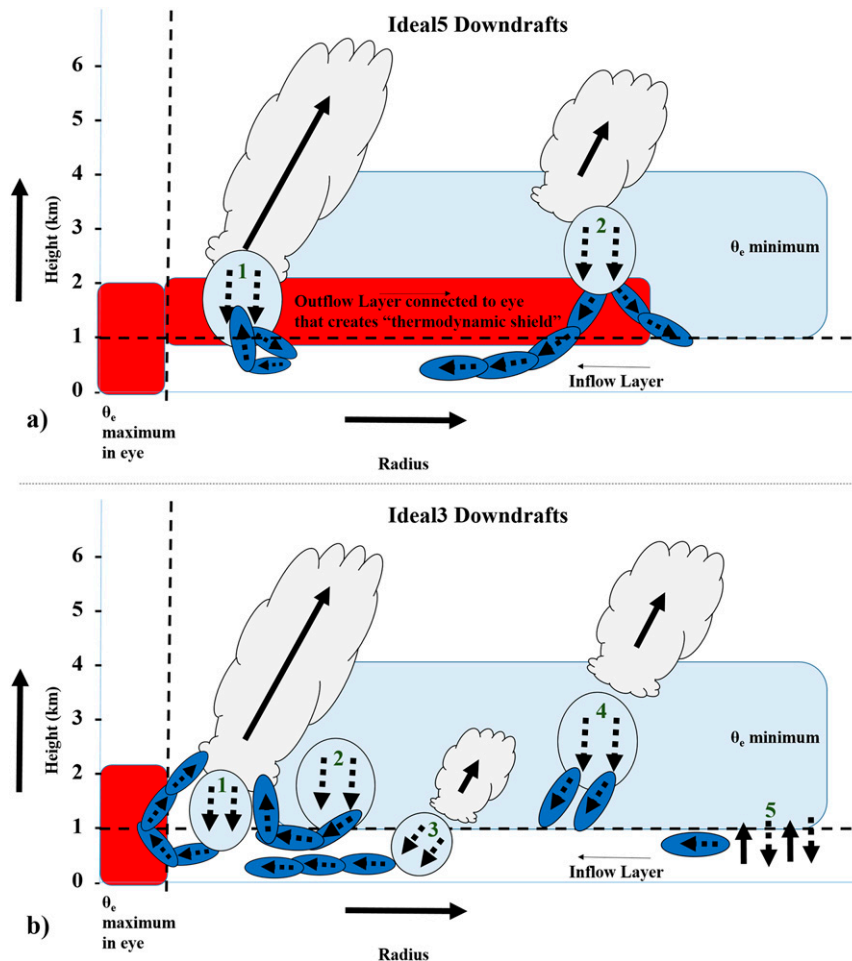 Ideal5 Downdrafts
6
5
4
3
2
1
0
Height (km)
1
2
θe minimum
Outflow Layer connected to eye
that creates “thermodynamic shield”
Inflow Layer
θe
maximum
in eye
a)
Radius
Ideal3 Downdrafts
6
5
4
3
2
1
0
Height (km)
1
2
3
4
5
θe minimum
Inflow Layer
θe
maximum
in eye
b)
Radius